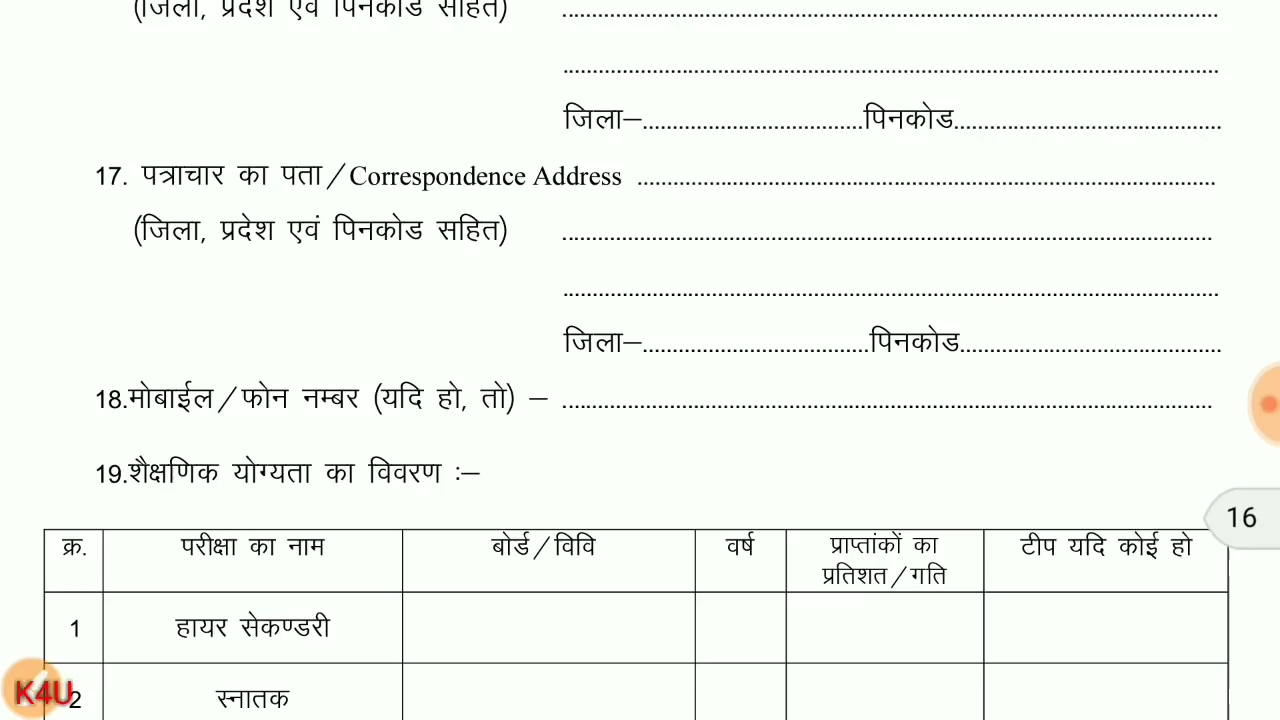 (जिला, प्रदेश एवं पिनकोड सहित) ........................................
........................................
जिला–....................पिनकोड....................
17. पत्राचार का पता/Correspondence Address ........................................
(जिला, प्रदेश एवं पिनकोड सहित) ........................................
........................................
जिला–....................पिनकोड....................
18.मोबाईल/फोन नम्बर (यदि हो, तो) – ........................................
19.शैक्षणिक योग्यता का विवरण :–
16
क्र. परीक्षा का नाम बोर्ड/विवि वर्ष प्राप्तांकों का प्रतिशत/गति टीप यदि कोई हो
1 हायर सेकण्डरी
2 स्नातक
K4U